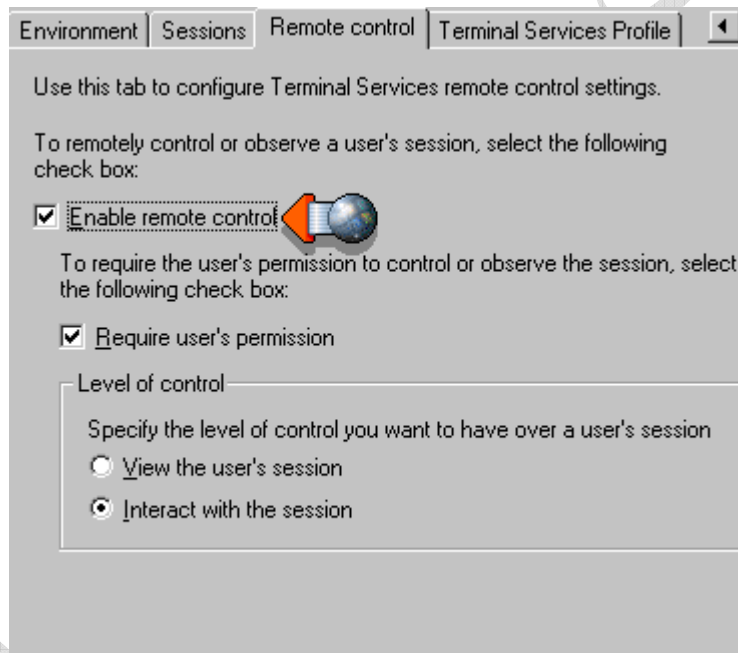 Environment Sessions Remote control Terminal Services Profile
Use this tab to configure Terminal Services remote control settings.
To remotely control or observe a user's session, select the following
check box:
Enable remote control
To require the user's permission to control or observe the session, select
the following check box:
Require user's permission
Level of control
Specify the level of control you want to have over a user's session
View the user's session
Interact with the session